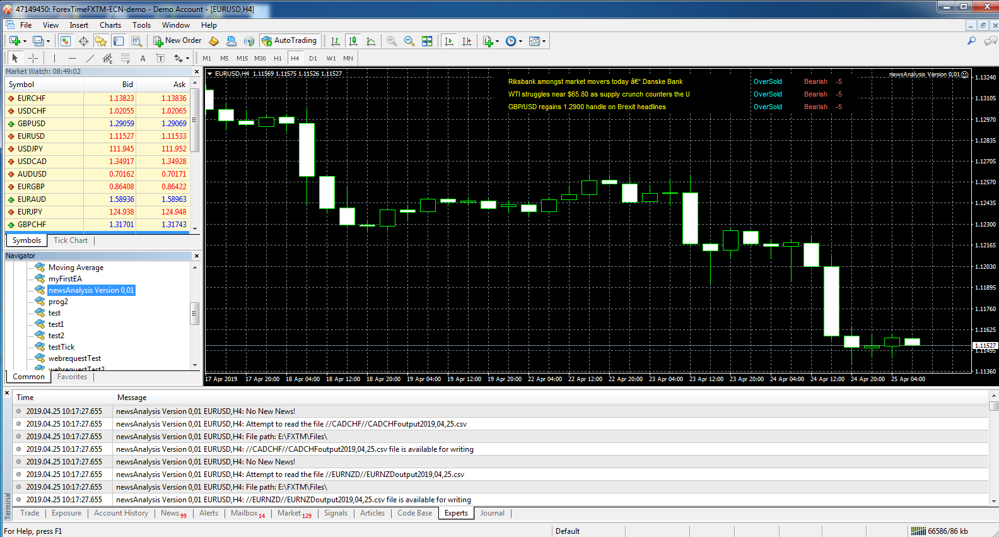 47149450: ForexTimeFXTM-ECN-demo - Demo Account - [EURUSD,H4]
File View Insert Charts Tools Window Help
New Order AutoTrading
A T E F
M1 M5 M15 M30 H1 H4 D1 W1 MN
Market Watch: 08:49:02
Symbol Bid Ask
EURCHF 1.13823 1.13836
USDCHF 1.02055 1.02065
GBPUSD 1.29059 1.29069
EURUSD 1.11527 1.11533
USDJPY 111.945 111.952
USDCAD 1.34917 1.34928
AUDUSD 0.70162 0.70171
EURGBP 0.86408 0.86422
EURAUD 1.58936 1.58963
EURJPY 124.938 124.948
GBPCHF 1.31701 1.31743
Symbols Tick Chart
Navigator
Moving Average
myFirstEA
newsAnalysis Version 0,01
prog2
test
test1
test2
testTick
webrequestTest
webrequestTest2
Common Favorites
EURUSD,H4 1.11569 1.11575 1.11526 1.11527
newsAnalysis Version 0,01
Riksbank amongst market movers today â€“ Danske Bank OverSold Bearish -5
WTI struggles near $65.80 as supply crunch counters the U OverSold Bearish -5
GBP/USD regains 1.2900 handle on Brexit headlines OverSold Bearish -5
1.13240
1.13105
1.12970
1.12835
1.12705
1.12570
1.12435
1.12300
1.12165
1.12030
1.11895
1.11760
1.11625
1.11527
1.11495
1.11360
17 Apr 2019 17 Apr 20:00 18 Apr 04:00 18 Apr 12:00 18 Apr 20:00 19 Apr 04:00 19 Apr 12:00 19 Apr 20:00 22 Apr 04:00 22 Apr 12:00 22 Apr 20:00 23 Apr 04:00 23 Apr 12:00 23 Apr 20:00 24 Apr 04:00 24 Apr 12:00 24 Apr 20:00 25 Apr 04:00
Time Message
2019.04.25 10:17:27.655 newsAnalysis Version 0,01 EURUSD,H4: No New News!
2019.04.25 10:17:27.655 newsAnalysis Version 0,01 EURUSD,H4: Attempt to read the file //CADCHF//CADCHFoutput2019,04,25.csv
2019.04.25 10:17:27.655 newsAnalysis Version 0,01 EURUSD,H4: File path: E:\FXTM\Files\
2019.04.25 10:17:27.655 newsAnalysis Version 0,01 EURUSD,H4: //CADCHF//CADCHFoutput2019,04,25.csv file is available for writing
2019.04.25 10:17:27.655 newsAnalysis Version 0,01 EURUSD,H4: No New News!
2019.04.25 10:17:27.655 newsAnalysis Version 0,01 EURUSD,H4: Attempt to read the file //EURNZD//EURNZDoutput2019,04,25.csv
2019.04.25 10:17:27.655 newsAnalysis Version 0,01 EURUSD,H4: File path: E:\FXTM\Files\
2019.04.25 10:17:27.655 newsAnalysis Version 0,01 EURUSD,H4: //EURNZD//EURNZDoutput2019,04,25.csv file is available for writing
Terminal
Trade Exposure Account History News 99 Alerts Mailbox 14 Market 129 Signals Articles Code Base Experts Journal
For Help, press F1 Default 66586/86 kb